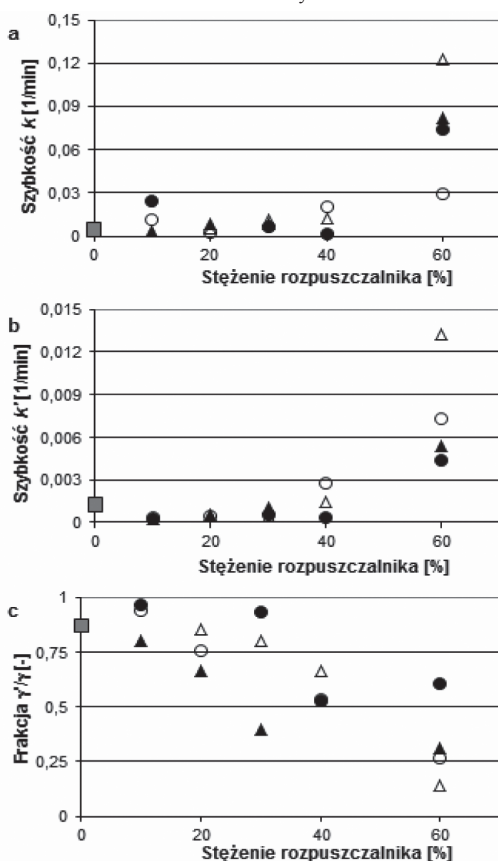 a
0,15
0,12
0,09
0,06
0,03
0
Szybkość k [1/min]
0 20 40 60
Stężenie rozpuszczalnika [%]
b
0,015
0,012
0,009
0,006
0,003
0
Szybkość k' [1/min]
0 20 40 60
Stężenie rozpuszczalnika [%]
c
1
0,75
0,5
0,25
0
Frakcja γ'/γ [-]
0 20 40 60
Stężenie rozpuszczalnika [%]